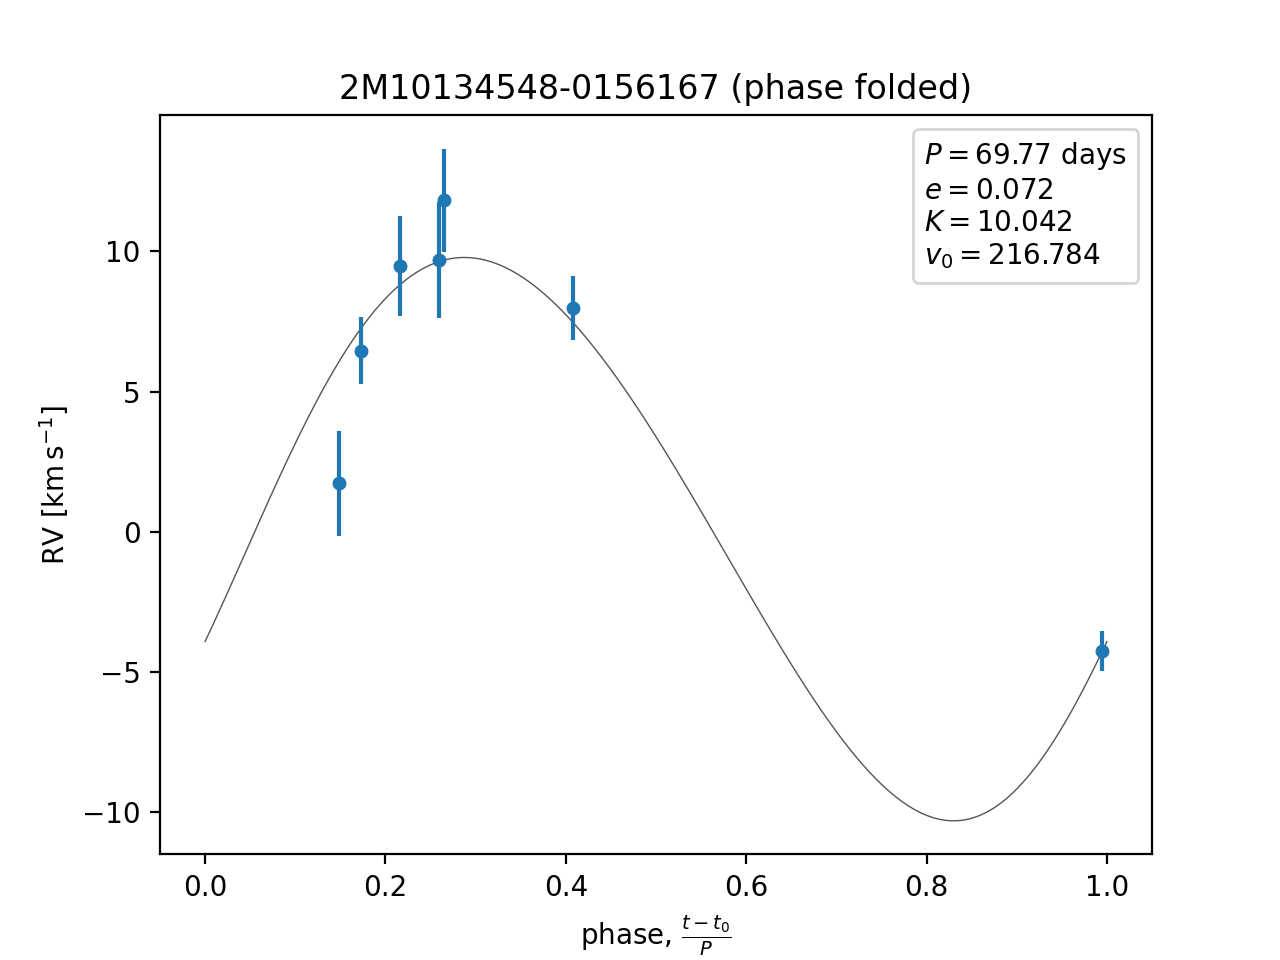 2M10134548-0156167 (phase folded)
P = 69.77 days
e = 0.072
K = 10.042
v₀ = 216.784
10
5
0
−5
−10
RV [km s⁻¹]
0.0 0.2 0.4 0.6 0.8 1.0
phase, (t − t₀)/P